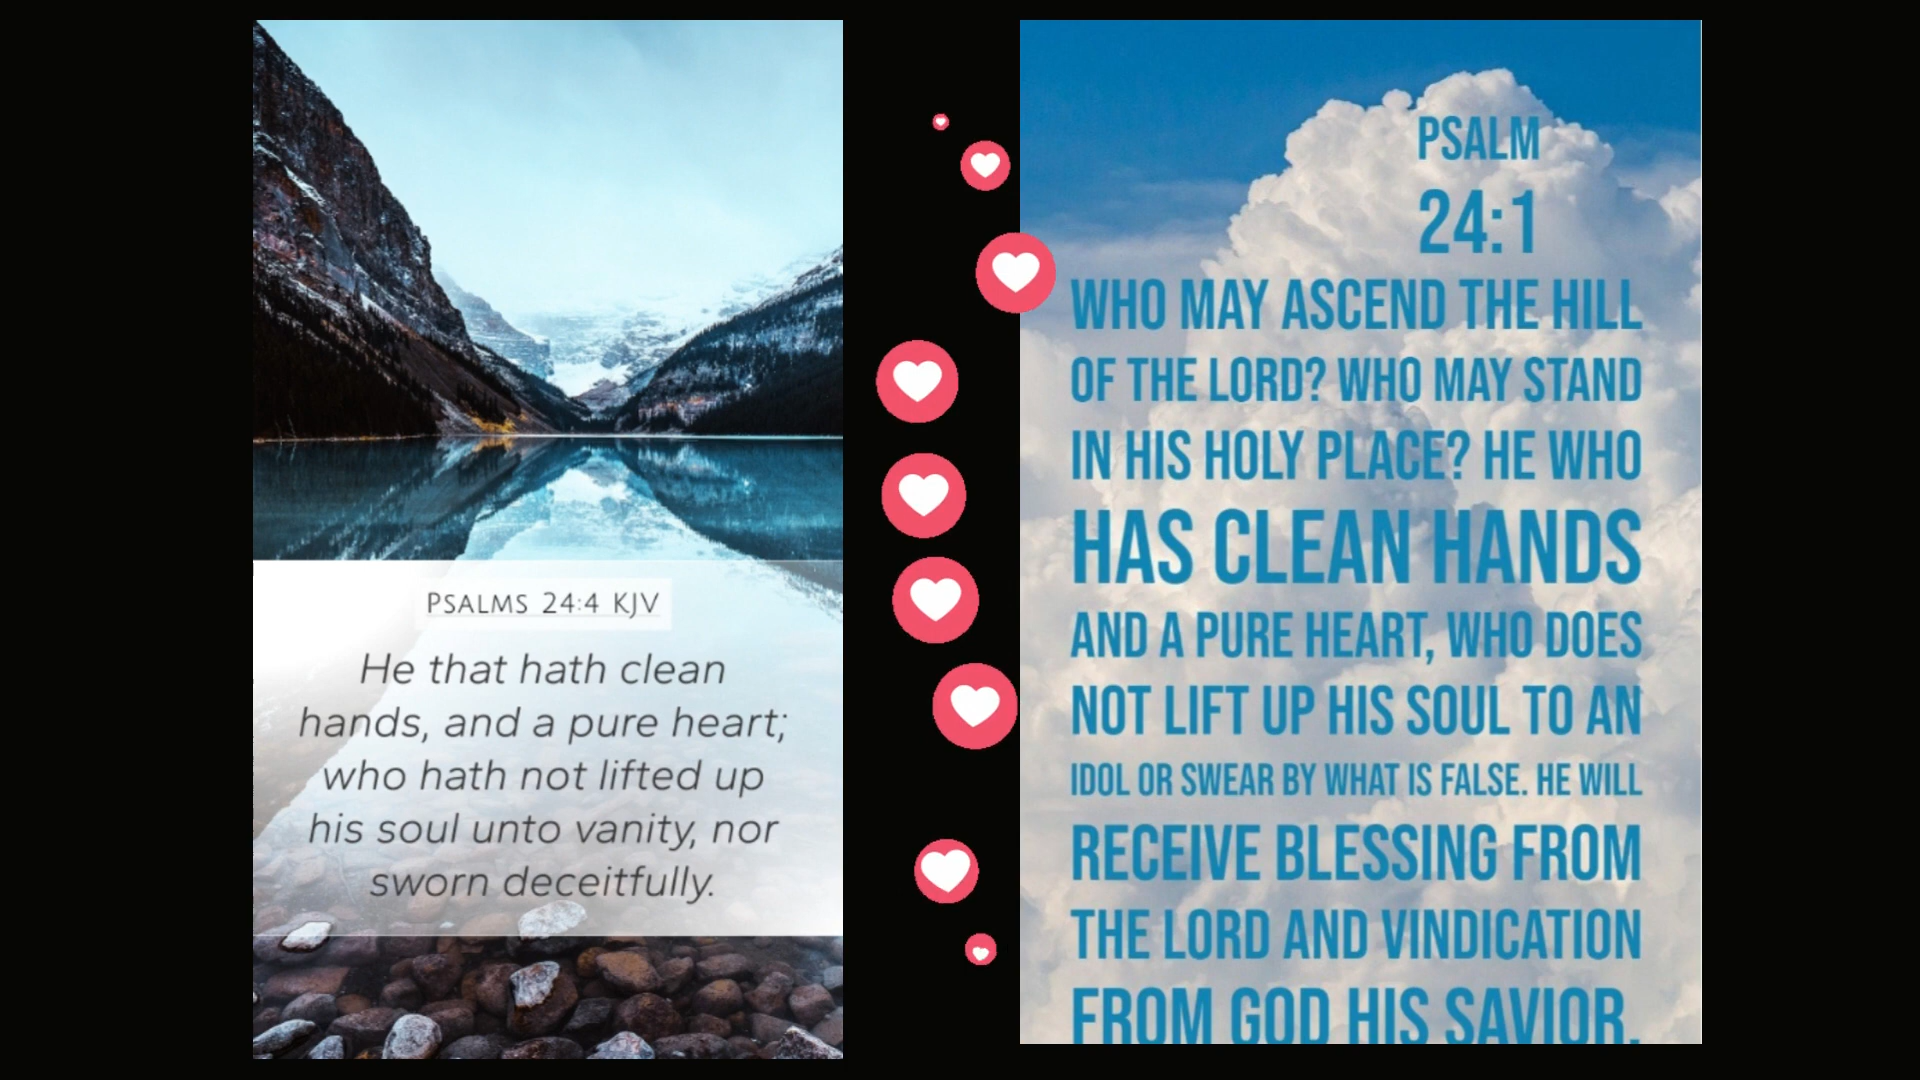 PSALMS 24:4 KJV
He that hath clean
hands, and a pure heart;
who hath not lifted up
his soul unto vanity, nor
sworn deceitfully.
PSALM
24:1
WHO MAY ASCEND THE HILL
OF THE LORD? WHO MAY STAND
IN HIS HOLY PLACE? HE WHO
HAS CLEAN HANDS
AND A PURE HEART, WHO DOES
NOT LIFT UP HIS SOUL TO AN
IDOL OR SWEAR BY WHAT IS FALSE. HE WILL
RECEIVE BLESSING FROM
THE LORD AND VINDICATION
FROM GOD HIS SAVIOR.